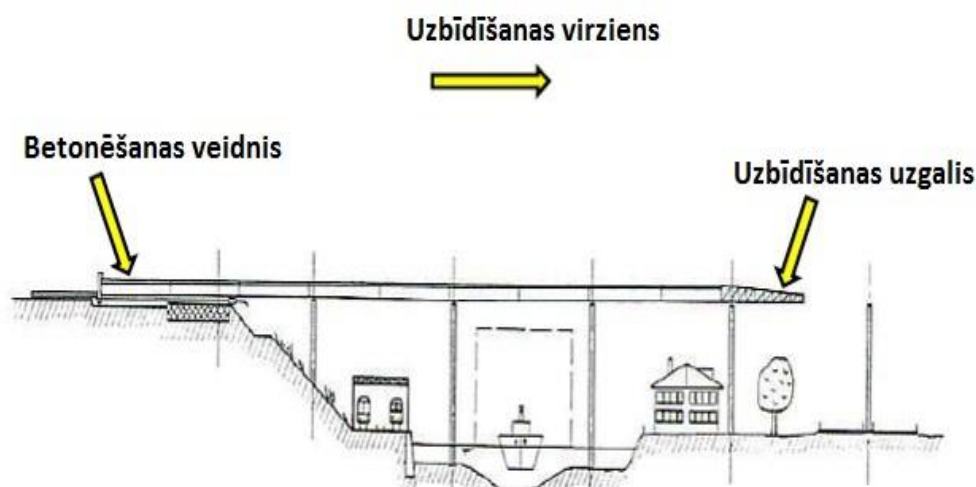 Uzbīdīšanas virziens
Betonēšanas veidnis
Uzbīdīšanas uzgalis